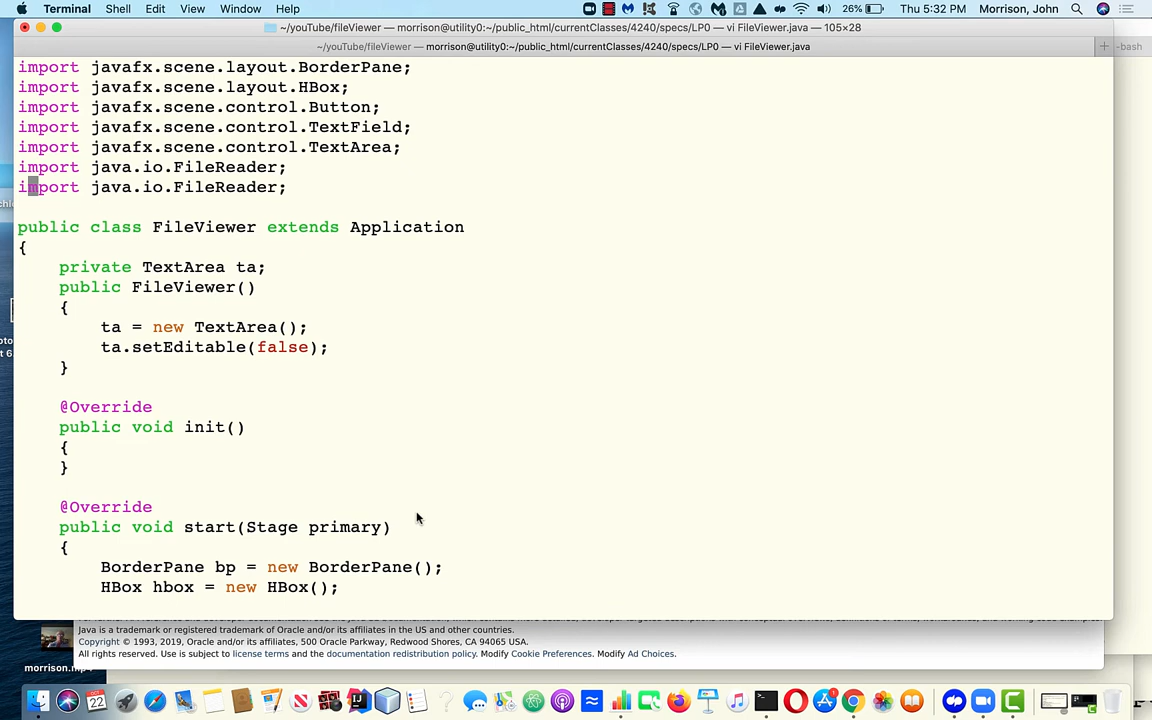 Terminal Shell Edit View Window Help 26% Thu 5:32 PM Morrison, John
~/youTube/fileViewer — morrison@utility0:~/public_html/currentClasses/4240/specs/LP0 — vi FileViewer.java — 105×28
~/youTube/fileViewer — morrison@utility0:~/public_html/currentClasses/4240/specs/LP0 — vi FileViewer.java
-bash
import javafx.scene.layout.BorderPane;
import javafx.scene.layout.HBox;
import javafx.scene.control.Button;
import javafx.scene.control.TextField;
import javafx.scene.control.TextArea;
import java.io.FileReader;
import java.io.FileReader;
public class FileViewer extends Application
{
private TextArea ta;
public FileViewer()
{
ta = new TextArea();
ta.setEditable(false);
}
@Override
public void init()
{
}
@Override
public void start(Stage primary)
{
BorderPane bp = new BorderPane();
HBox hbox = new HBox();
Java is a trademark or registered trademark of Oracle and/or its affiliates in the US and other countries.
Copyright © 1993, 2019, Oracle and/or its affiliates, 500 Oracle Parkway, Redwood Shores, CA 94065 USA.
All rights reserved. Use is subject to license terms and the documentation redistribution policy. Modify Cookie Preferences. Modify Ad Choices.
22